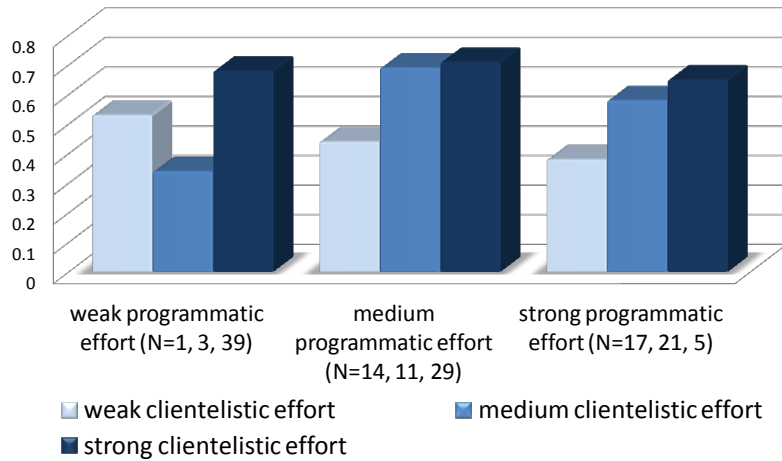 0.8
0.7
0.6
0.5
0.4
0.3
0.2
0.1
0
weak programmatic
effort (N=1, 3, 39)
medium
programmatic effort
(N=14, 11, 29)
strong programmatic
effort (N=17, 21, 5)
weak clientelistic effort
medium clientelistic effort
strong clientelistic effort